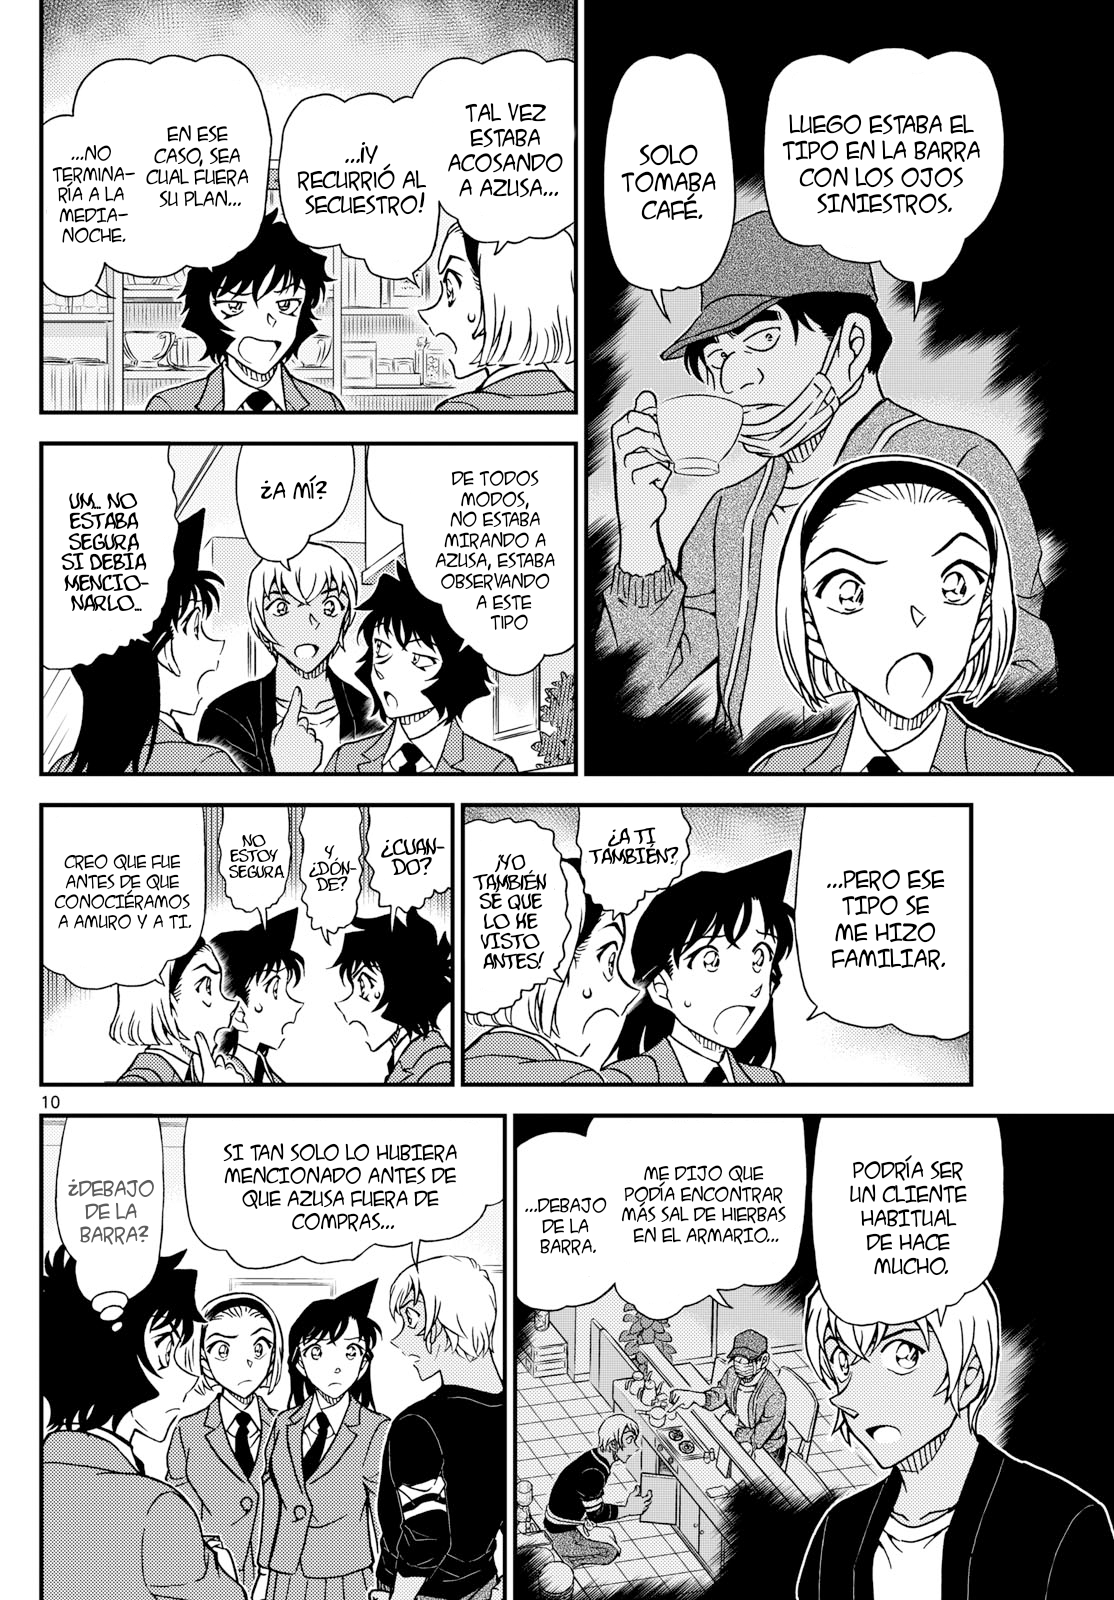 LUEGO ESTABA EL
TIPO EN LA BARRA
CON LOS OJOS
SINIESTROS.
SOLO
TOMABA
CAFÉ.
TAL VEZ
ESTABA
ACOSANDO
A AZUSA...
...¡Y
RECURRIÓ AL
SECUESTRO!
EN ESE
CASO, SEA
CUAL FUERA
SU PLAN...
...NO
TERMINA-
RÍA A LA
MEDIA-
NOCHE.
DE TODOS
MODOS,
NO ESTABA
MIRANDO A
AZUSA, ESTABA
OBSERVANDO
A ESTE
TIPO
¿A MÍ?
UM... NO
ESTABA
SEGURA
SI DEBÍA
MENCIO-
NARLO...
...PERO ESE
TIPO SE
ME HIZO
FAMILIAR.
¿A TI
TAMBIÉN?
¡YO
TAMBIÉN
SE QUE
LO HE
VISTO
ANTES!
¿CUAN-
DO?
Y
¿DÓN-
DE?
NO
ESTOY
SEGURA
CREO QUE FUE
ANTES DE QUE
CONOCIÉRAMOS
A AMURO Y A TI.
10
PODRÍA SER
UN CLIENTE
HABITUAL
DE HACE
MUCHO.
ME DIJO QUE
PODÍA ENCONTRAR
MÁS SAL DE HIERBAS
EN EL ARMARIO...
...DEBAJO
DE LA
BARRA.
SI TAN SOLO LO HUBIERA
MENCIONADO ANTES DE
QUE AZUSA FUERA DE
COMPRAS...
¿DEBAJO
DE LA
BARRA?